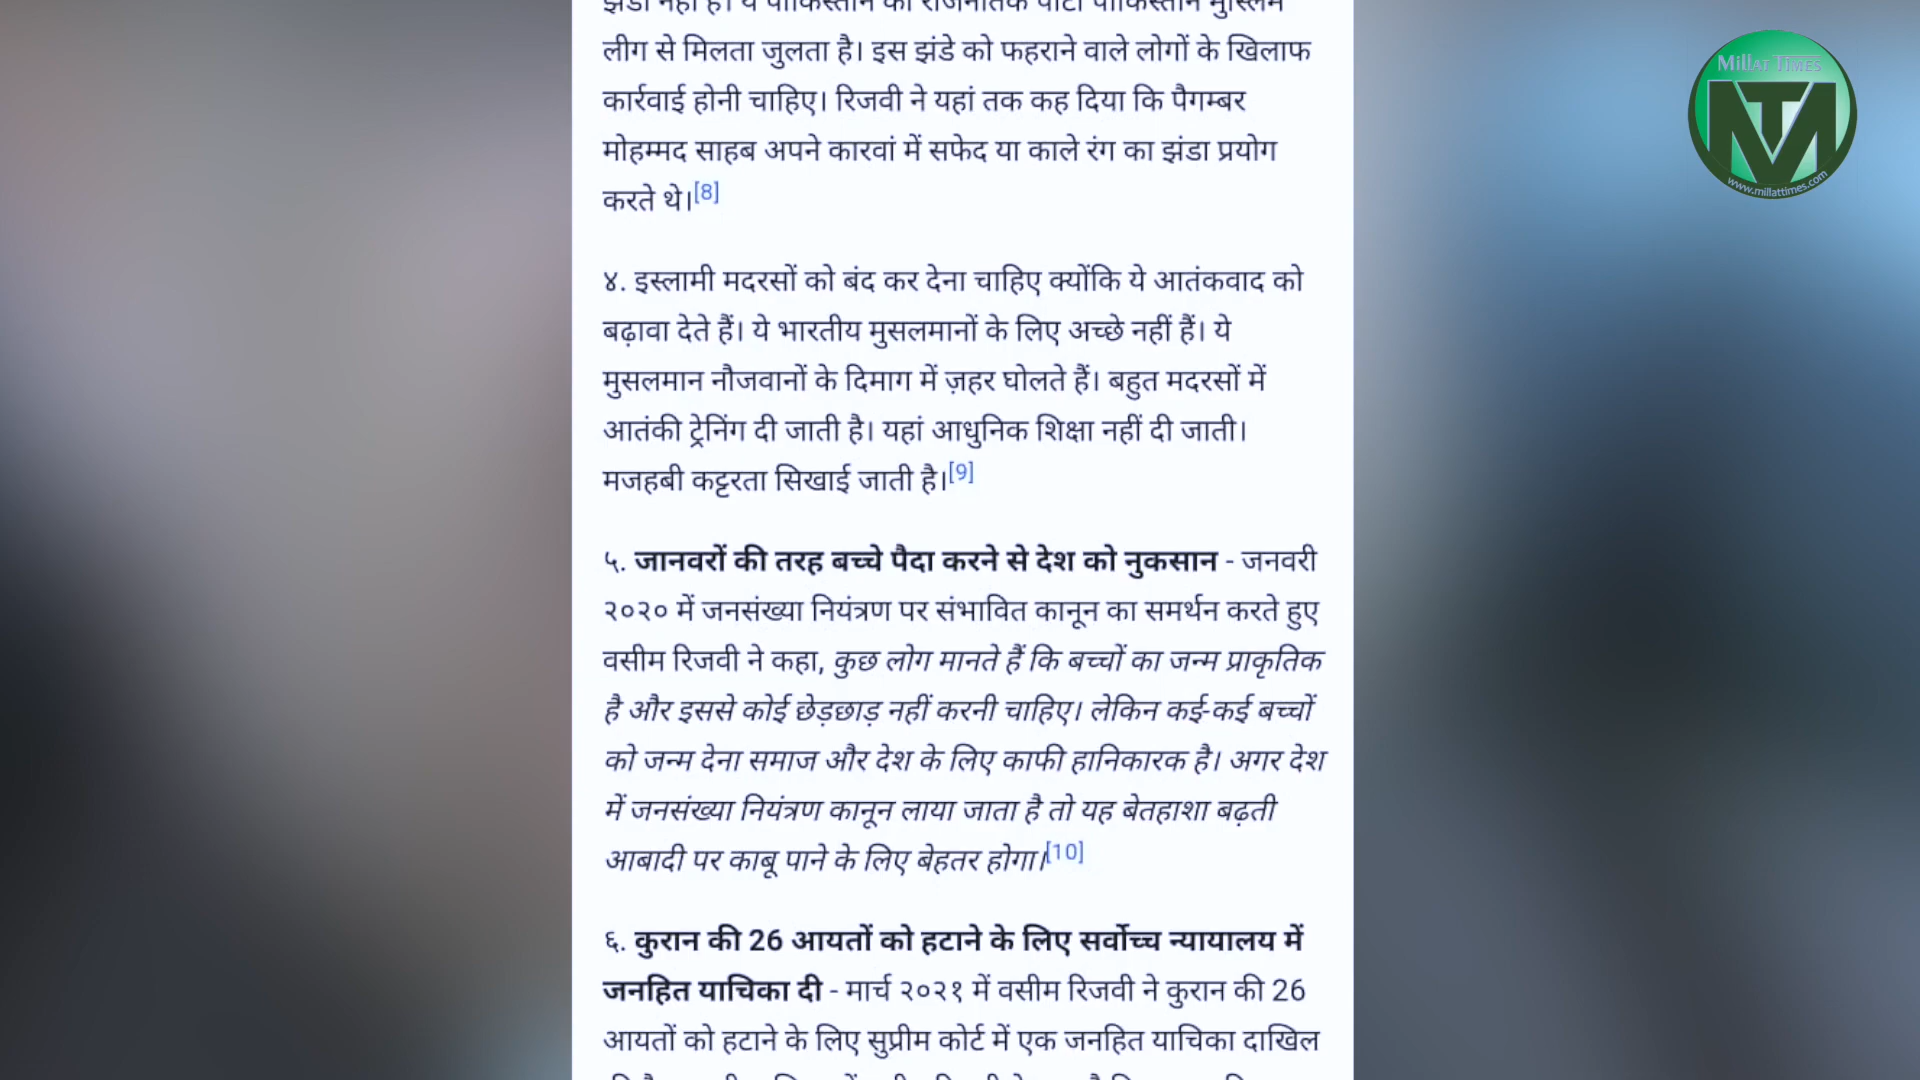 झंडा नहीं है। ये पाकिस्तान की राजनीतिक पार्टी पाकिस्तान मुस्लिम
लीग से मिलता जुलता है। इस झंडे को फहराने वाले लोगों के खिलाफ
कार्रवाई होनी चाहिए। रिजवी ने यहां तक कह दिया कि पैगम्बर
मोहम्मद साहब अपने कारवां में सफेद या काले रंग का झंडा प्रयोग
करते थे।[8]
४. इस्लामी मदरसों को बंद कर देना चाहिए क्योंकि ये आतंकवाद को
बढ़ावा देते हैं। ये भारतीय मुसलमानों के लिए अच्छे नहीं हैं। ये
मुसलमान नौजवानों के दिमाग में ज़हर घोलते हैं। बहुत मदरसों में
आतंकी ट्रेनिंग दी जाती है। यहां आधुनिक शिक्षा नहीं दी जाती।
मजहबी कट्टरता सिखाई जाती है।[9]
५. जानवरों की तरह बच्चे पैदा करने से देश को नुकसान - जनवरी
२०२० में जनसंख्या नियंत्रण पर संभावित कानून का समर्थन करते हुए
वसीम रिजवी ने कहा, कुछ लोग मानते हैं कि बच्चों का जन्म प्राकृतिक
है और इससे कोई छेड़छाड़ नहीं करनी चाहिए। लेकिन कई-कई बच्चों
को जन्म देना समाज और देश के लिए काफी हानिकारक है। अगर देश
में जनसंख्या नियंत्रण कानून लाया जाता है तो यह बेतहाशा बढ़ती
आबादी पर काबू पाने के लिए बेहतर होगा।[10]
६. कुरान की 26 आयतों को हटाने के लिए सर्वोच्च न्यायालय में
जनहित याचिका दी - मार्च २०२१ में वसीम रिजवी ने कुरान की 26
आयतों को हटाने के लिए सुप्रीम कोर्ट में एक जनहित याचिका दाखिल
MILLAT TIMES
MT
www.millattimes.com